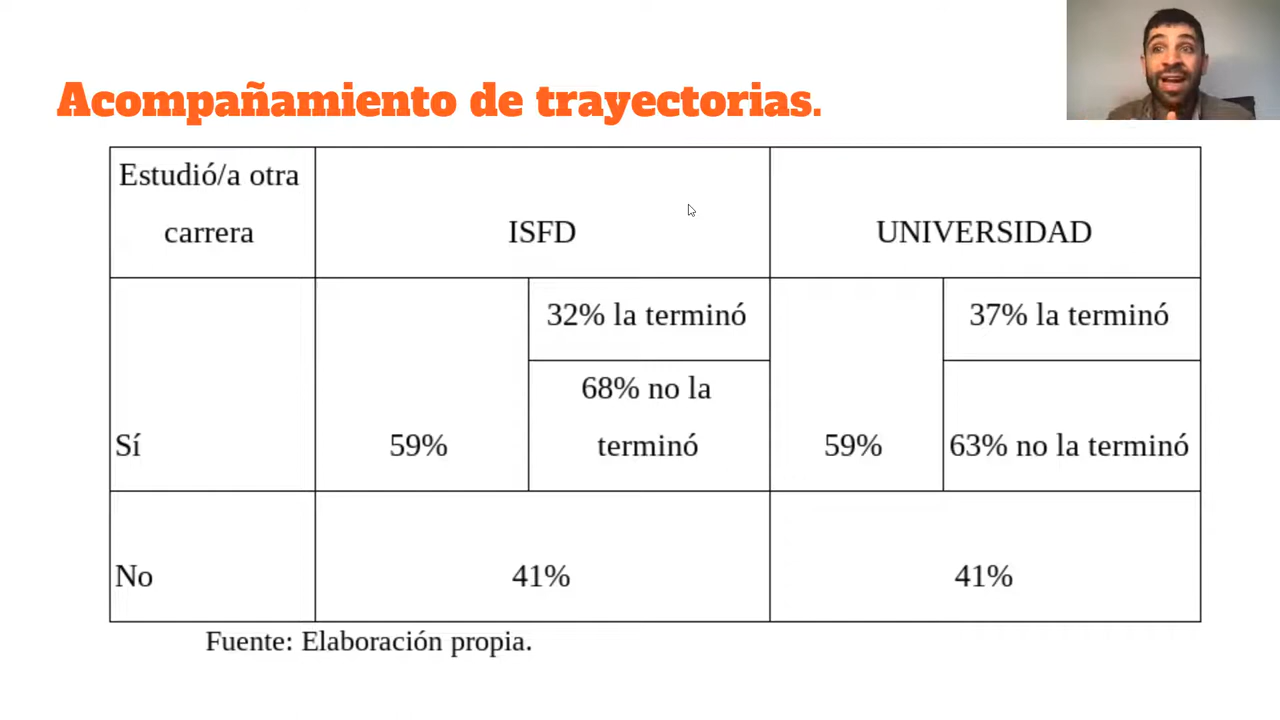 Acompañamiento de trayectorias.
Estudió/a otra
carrera
ISFD
UNIVERSIDAD
Sí
59%
32% la terminó
68% no la
terminó
59%
37% la terminó
63% no la terminó
No
41%
41%
Fuente: Elaboración propia.